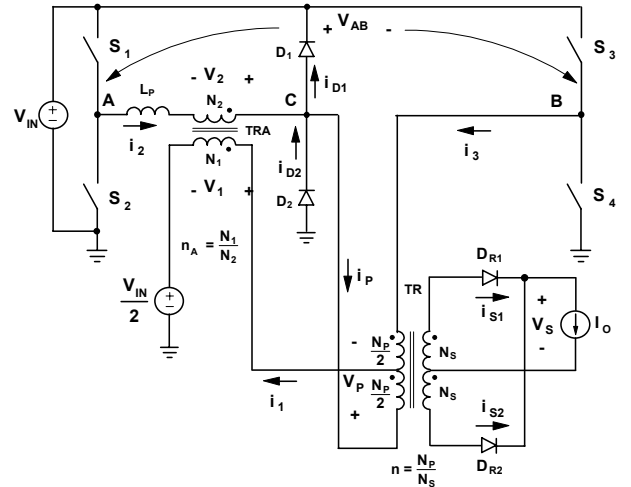 + V_AB -
S_1
D_1
S_3
- V_2 +
i_D1
A
L_P
N_2
C
B
V_IN
+
-
i_2
TRA
i_3
N_1
i_D2
S_2
- V_1 +
D_2
S_4
n_A = N_1/N_2
D_R1
i_P
TR
V_IN/2
+
-
i_S1
+
V_S
-
I_O
-
N_P/2
N_S
V_P
N_P/2
N_S
i_1
+
i_S2
D_R2
n = N_P/N_S